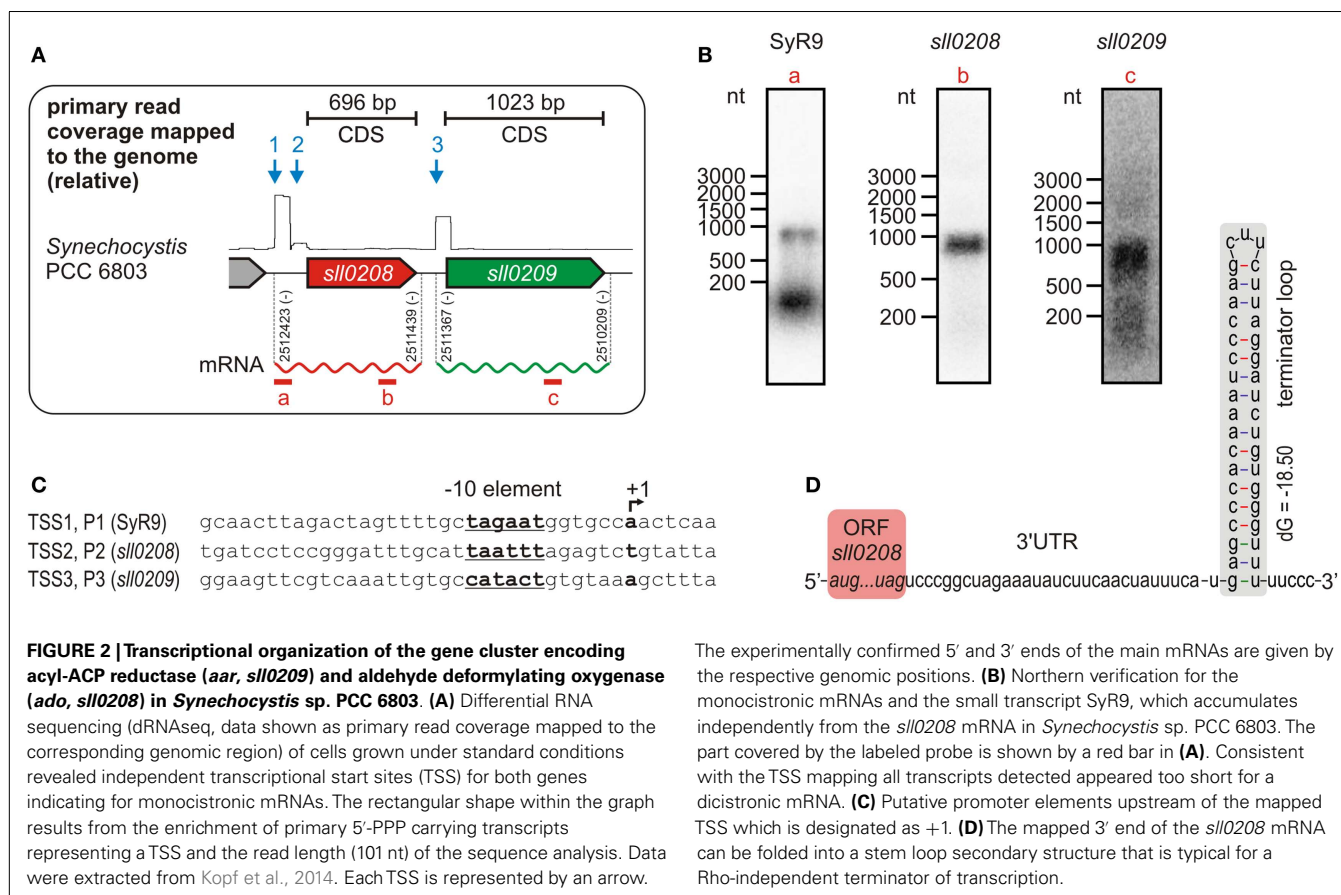 A
primary read
coverage mapped
to the genome
(relative)
696 bp
CDS
1023 bp
CDS
1
2
3
Synechocystis
PCC 6803
sll0208
sll0209
2512423 (-)
2511439 (-)
2511367 (-)
2510209 (-)
mRNA
a
b
c
B
SyR9
sll0208
sll0209
a
b
c
nt
3000
2000
1500
1000
500
200
nt
3000
2000
1500
1000
500
200
nt
3000
2000
1500
1000
500
200
C
-10 element
+1
TSS1, P1 (SyR9)
gcaacttagactagttttgctagaatggtgccaactcaa
TSS2, P2 (sll0208)
tgatcctccgggatttgcattaatttagagtctgtatta
TSS3, P3 (sll0209)
ggaagttcgtcaaattgtgccatactgtgtaaagcttta
D
ORF
sll0208
3'UTR
5'-aug...uagucccggcuagaaauaucuucaacuauuuca-u-g-u-uuccc-3'
c u u
g-c
a-u
a-u
c a
c-g
c-g
u-a
a-u
a c
a-u
c-g
a-u
c-g
c-g
c-g
g-u
a-u
terminator loop
dG = -18.50
FIGURE 2 | Transcriptional organization of the gene cluster encoding
acyl-ACP reductase (aar, sll0209) and aldehyde deformylating oxygenase
(ado, sll0208) in Synechocystis sp. PCC 6803. (A) Differential RNA
sequencing (dRNAseq, data shown as primary read coverage mapped to the
corresponding genomic region) of cells grown under standard conditions
revealed independent transcriptional start sites (TSS) for both genes
indicating for monocistronic mRNAs. The rectangular shape within the graph
results from the enrichment of primary 5′-PPP carrying transcripts
representing a TSS and the read length (101 nt) of the sequence analysis. Data
were extracted from Kopf et al., 2014. Each TSS is represented by an arrow.
The experimentally confirmed 5′ and 3′ ends of the main mRNAs are given by
the respective genomic positions. (B) Northern verification for the
monocistronic mRNAs and the small transcript SyR9, which accumulates
independently from the sll0208 mRNA in Synechocystis sp. PCC 6803. The
part covered by the labeled probe is shown by a red bar in (A). Consistent
with the TSS mapping all transcripts detected appeared too short for a
dicistronic mRNA. (C) Putative promoter elements upstream of the mapped
TSS which is designated as +1. (D) The mapped 3′ end of the sll0208 mRNA
can be folded into a stem loop secondary structure that is typical for a
Rho-independent terminator of transcription.